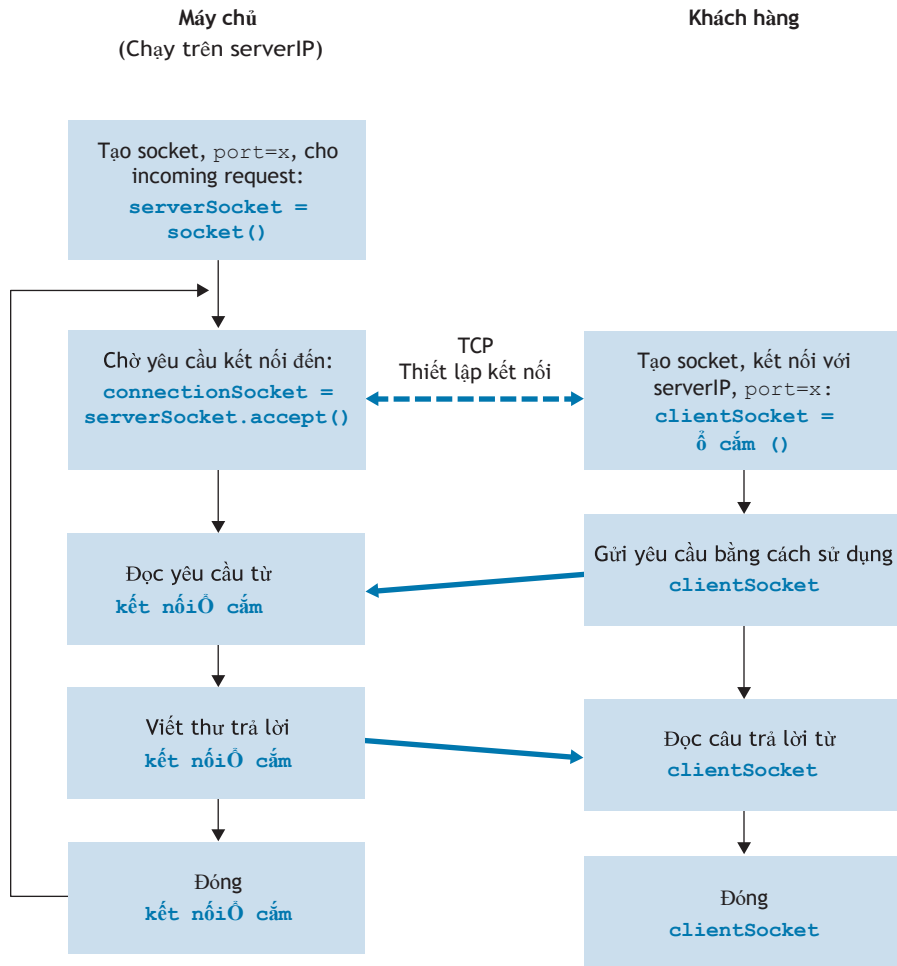 Máy chủ
(Chạy trên serverIP)
Khách hàng
Tạo socket, port=x, cho
incoming request:
serverSocket =
socket()
Chờ yêu cầu kết nối đến:
connectionSocket =
serverSocket.accept()
TCP
Thiết lập kết nối
Tạo socket, kết nối với
serverIP, port=x:
clientSocket =
ổ cắm ()
Gửi yêu cầu bằng cách sử dụng
clientSocket
Đọc yêu cầu từ
kết nốiỔ cắm
Viết thư trả lời
kết nốiỔ cắm
Đọc câu trả lời từ
clientSocket
Đóng
kết nốiỔ cắm
Đóng
clientSocket